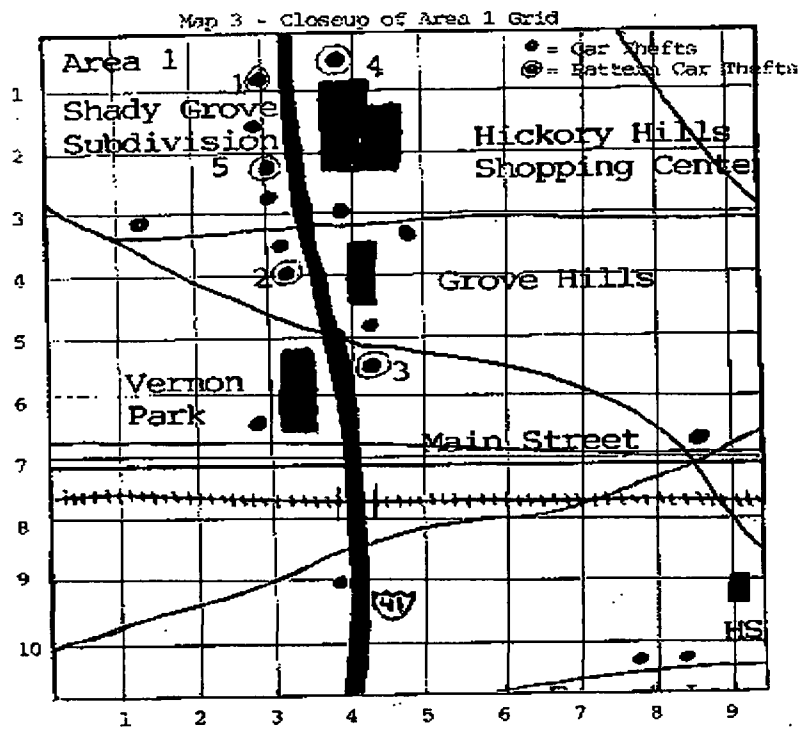 Map 3 - Closeup of Area 1 Grid
Area 1
= Car Thefts
= Pattern Car Thefts
1
4
Shady Grove
Subdivision
5
Hickory Hills
Shopping Cente
2
Grove Hills
3
Vernon
Park
Main Street
41
HS
1
2
3
4
5
6
7
8
9
10
1 2 3 4 5 6 7 8 9